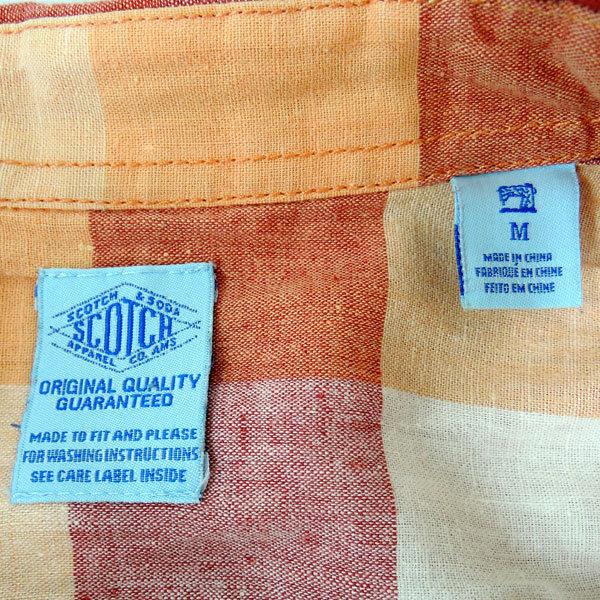 SCOTCH & SODA
SCOTCH
APPAREL CO. AMS
ORIGINAL QUALITY
GUARANTEED
MADE TO FIT AND PLEASE
FOR WASHING INSTRUCTIONS
SEE CARE LABEL INSIDE
M
MADE IN CHINA
FABRIQUÉ EN CHINE
FEITO EM CHINE